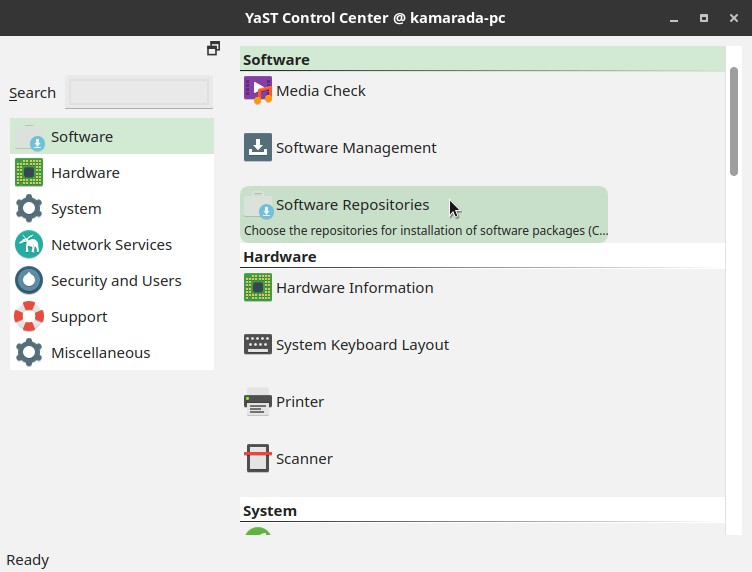 YaST Control Center @ kamarada-pc
Search
Software
Hardware
System
Network Services
Security and Users
Support
Miscellaneous
Software
Media Check
Software Management
Software Repositories
Choose the repositories for installation of software packages (C...
Hardware
Hardware Information
System Keyboard Layout
Printer
Scanner
System
Ready